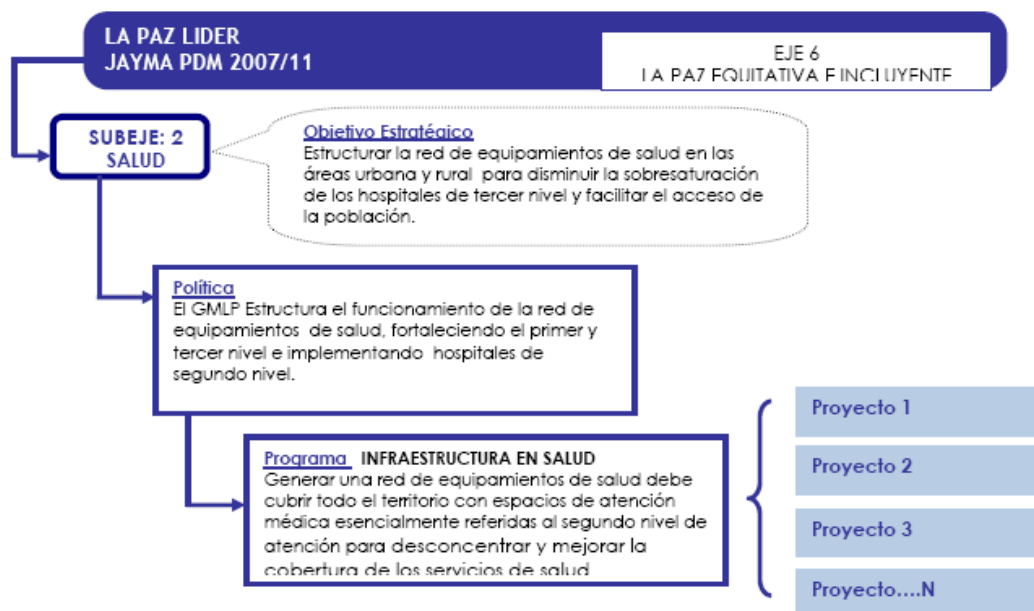 LA PAZ LIDER
JAYMA PDM 2007/11
EJE 6
LA PAZ EQUITATIVA E INCLUYENTE
SUBEJE: 2
SALUD
Objetivo Estratégico
Estructurar la red de equipamientos de salud en las
áreas urbana y rural para disminuir la sobresaturación
de los hospitales de tercer nivel y facilitar el acceso de
la población.
Política
El GMLP Estructura el funcionamiento de la red de
equipamientos de salud, fortaleciendo el primer y
tercer nivel e implementando hospitales de
segundo nivel.
Programa INFRAESTRUCTURA EN SALUD
Generar una red de equipamientos de salud debe
cubrir todo el territorio con espacios de atención
médica esencialmente referidas al segundo nivel de
atención para desconcentrar y mejorar la
cobertura de los servicios de salud
Proyecto 1
Proyecto 2
Proyecto 3
Proyecto....N